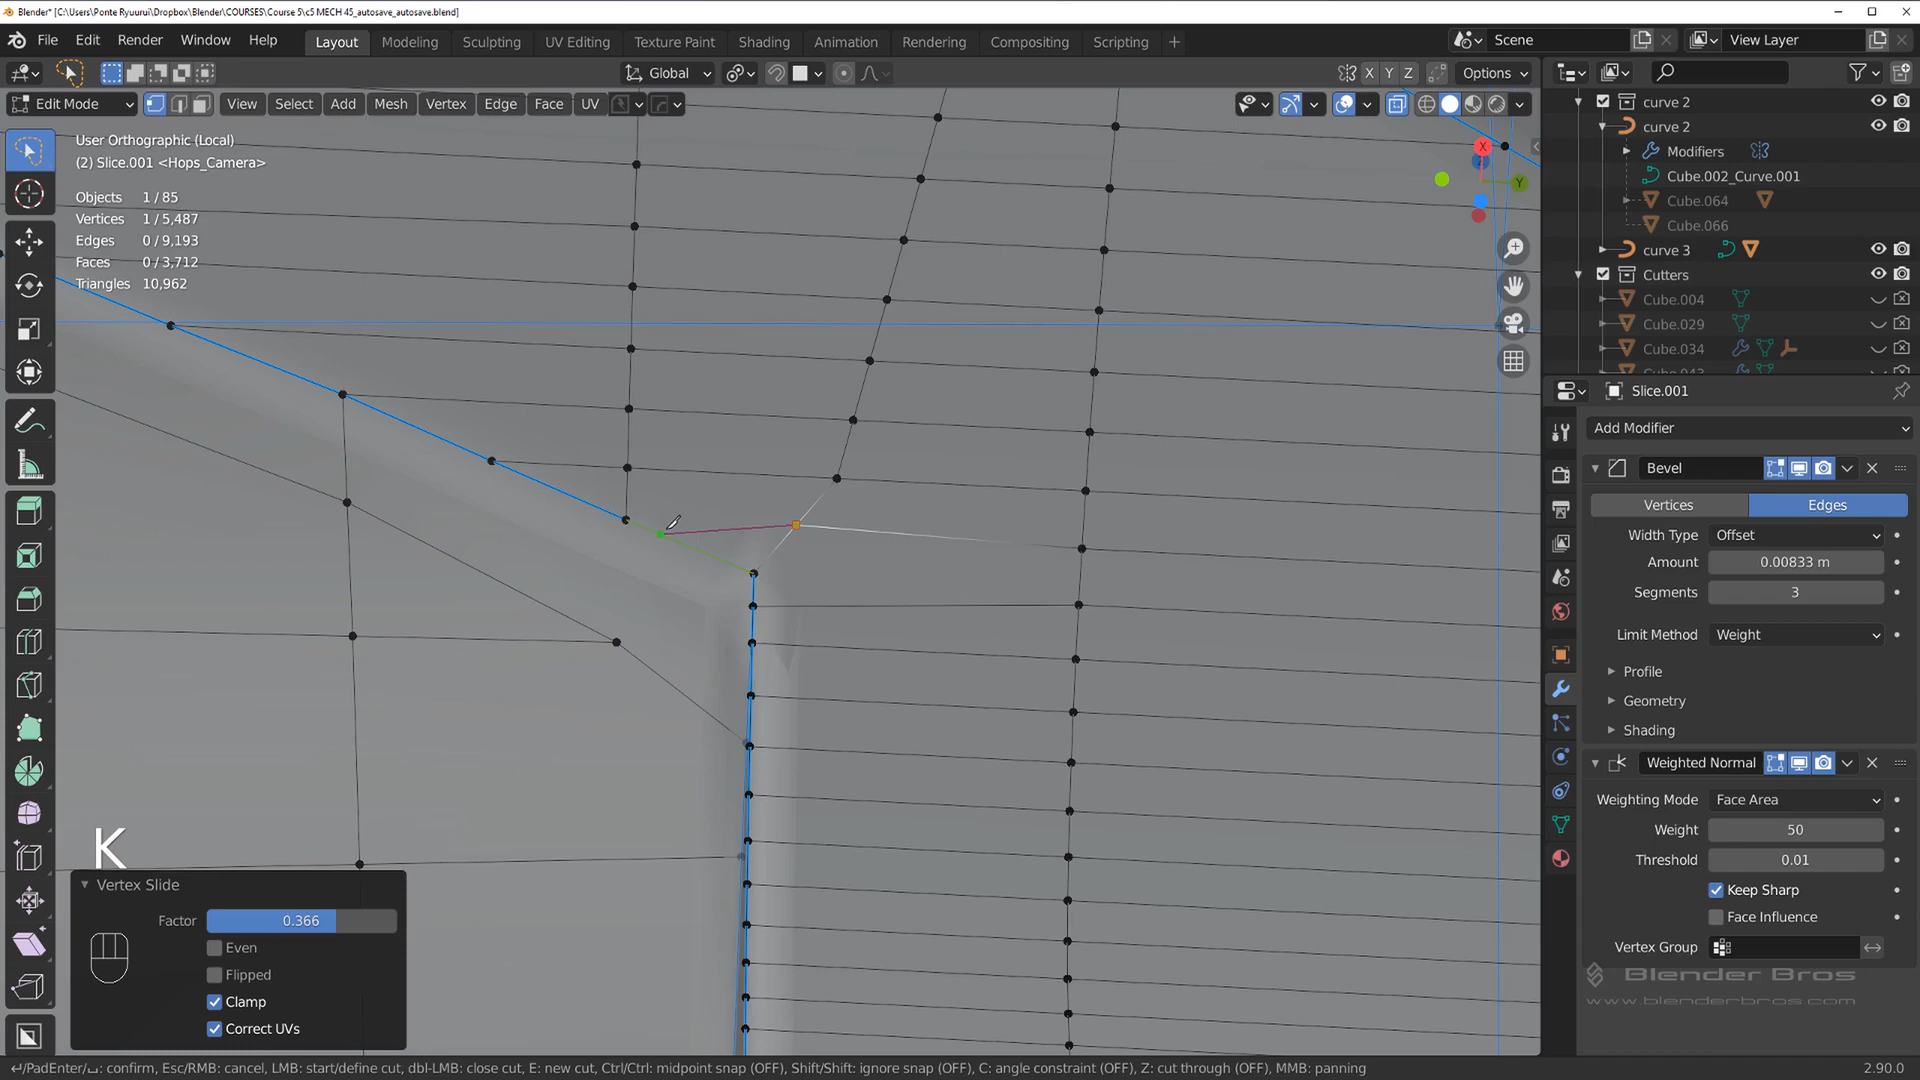 Blender* [C:\Users\Ponte Ryuurui\Dropbox\Blender\COURSES\Course 5\c5 MECH 45_autosave_autosave.blend]
File Edit Render Window Help Layout Modeling Sculpting UV Editing Texture Paint Shading Animation Rendering Compositing Scripting + Scene View Layer
Global X Y Z Options
Edit Mode View Select Add Mesh Vertex Edge Face UV
User Orthographic (Local)
(2) Slice.001 <Hops_Camera>
Objects 1 / 85
Vertices 1 / 5,487
Edges 0 / 9,193
Faces 0 / 3,712
Triangles 10,962
X
Y
K
Vertex Slide
Factor 0.366
Even
Flipped
Clamp
Correct UVs
curve 2
curve 2
Modifiers
Cube.002_Curve.001
Cube.064
Cube.066
curve 3
Cutters
Cube.004
Cube.029
Cube.034
Slice.001
Add Modifier
Bevel
Vertices Edges
Width Type Offset
Amount 0.00833 m
Segments 3
Limit Method Weight
Profile
Geometry
Shading
Weighted Normal
Weighting Mode Face Area
Weight 50
Threshold 0.01
Keep Sharp
Face Influence
Vertex Group
Blender Bros
www.blenderbros.com
↵/PadEnter/␣: confirm, Esc/RMB: cancel, LMB: start/define cut, dbl-LMB: close cut, E: new cut, Ctrl/Ctrl: midpoint snap (OFF), Shift/Shift: ignore snap (OFF), C: angle constraint (OFF), Z: cut through (OFF), MMB: panning
2.90.0